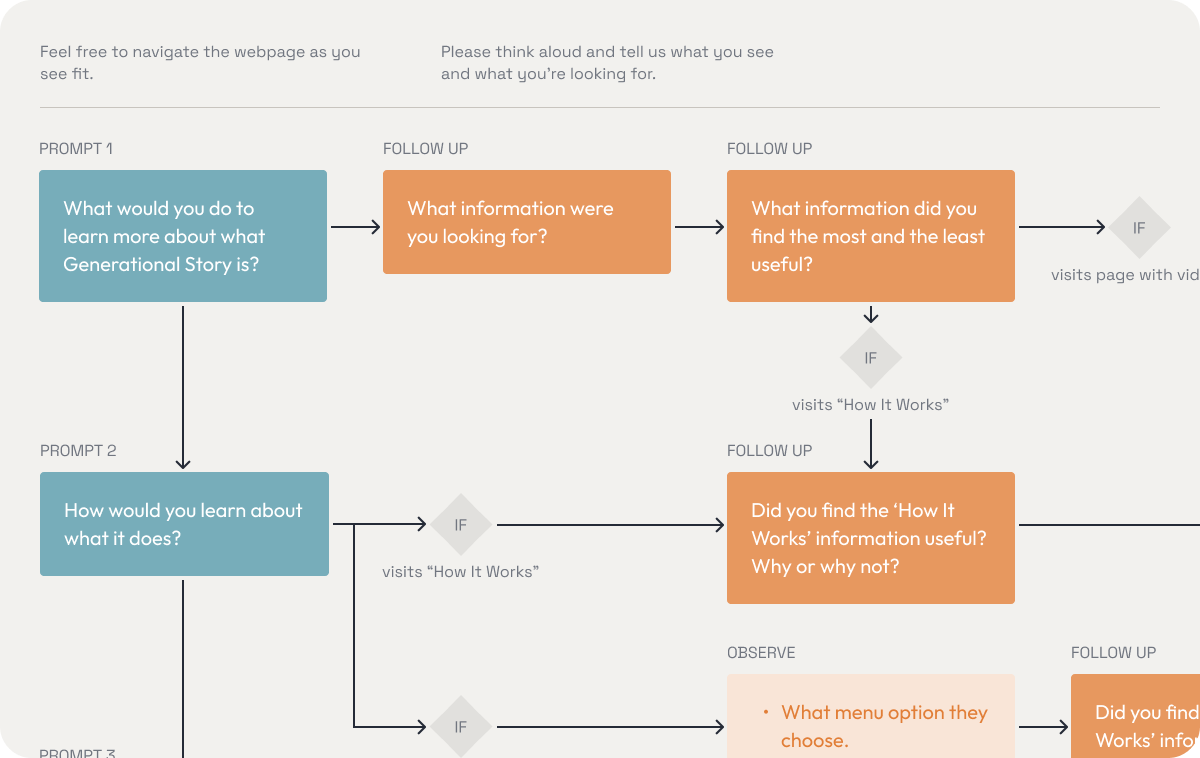 Feel free to navigate the webpage as you
see fit.
Please think aloud and tell us what you see
and what you're looking for.
PROMPT 1
What would you do to
learn more about what
Generational Story is?
FOLLOW UP
What information were
you looking for?
FOLLOW UP
What information did you
find the most and the least
useful?
IF
visits page with vid
IF
visits “How It Works”
PROMPT 2
How would you learn about
what it does?
IF
visits “How It Works”
FOLLOW UP
Did you find the ‘How It
Works’ information useful?
Why or why not?
IF
OBSERVE
• What menu option they
choose.
FOLLOW UP
Did you find
Works’ infor
PROMPT 3